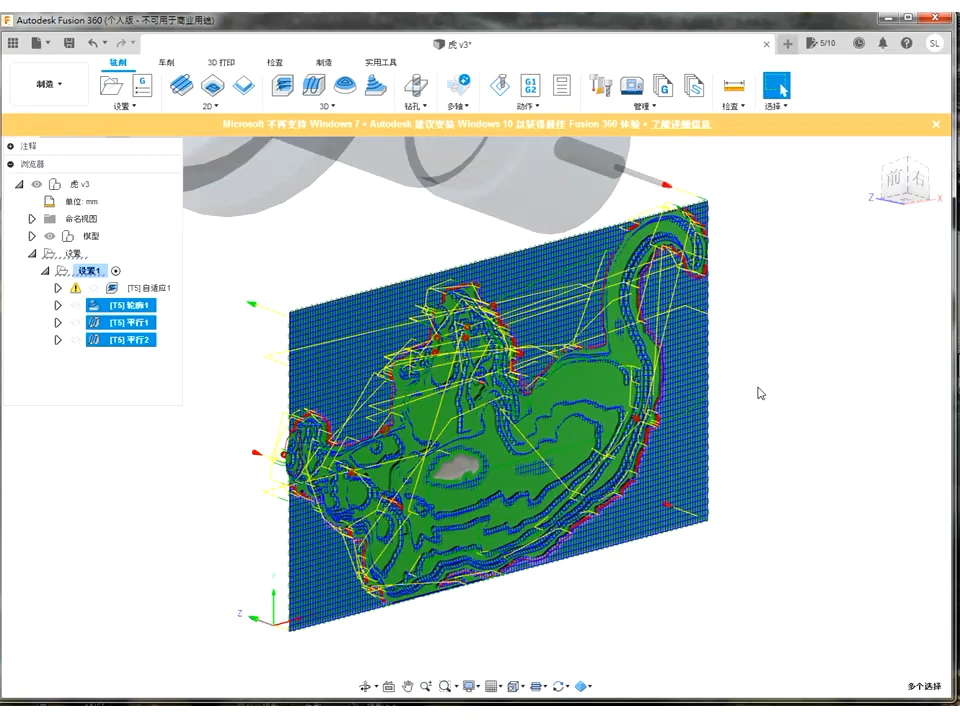 Autodesk Fusion 360 (个人版 - 不可用于商业用途)
虎 v3*
5/10
SL
铣削 车削 3D 打印 检查 制造 实用工具
制造
G
G1
G2
G
设置 2D 3D 钻孔 多轴 动作 管理 检查 选择
Microsoft 不再支持 Windows 7 - Autodesk 建议安装 Windows 10 以获得最佳 Fusion 360 体验 - 了解详细信息
注释
浏览器
虎 v3
单位: mm
命名视图
模型
设置
设置1
[T5] 自适应1
[T5] 轮廓1
[T5] 平行1
[T5] 平行2
前 右
Z X
Z
多个选择